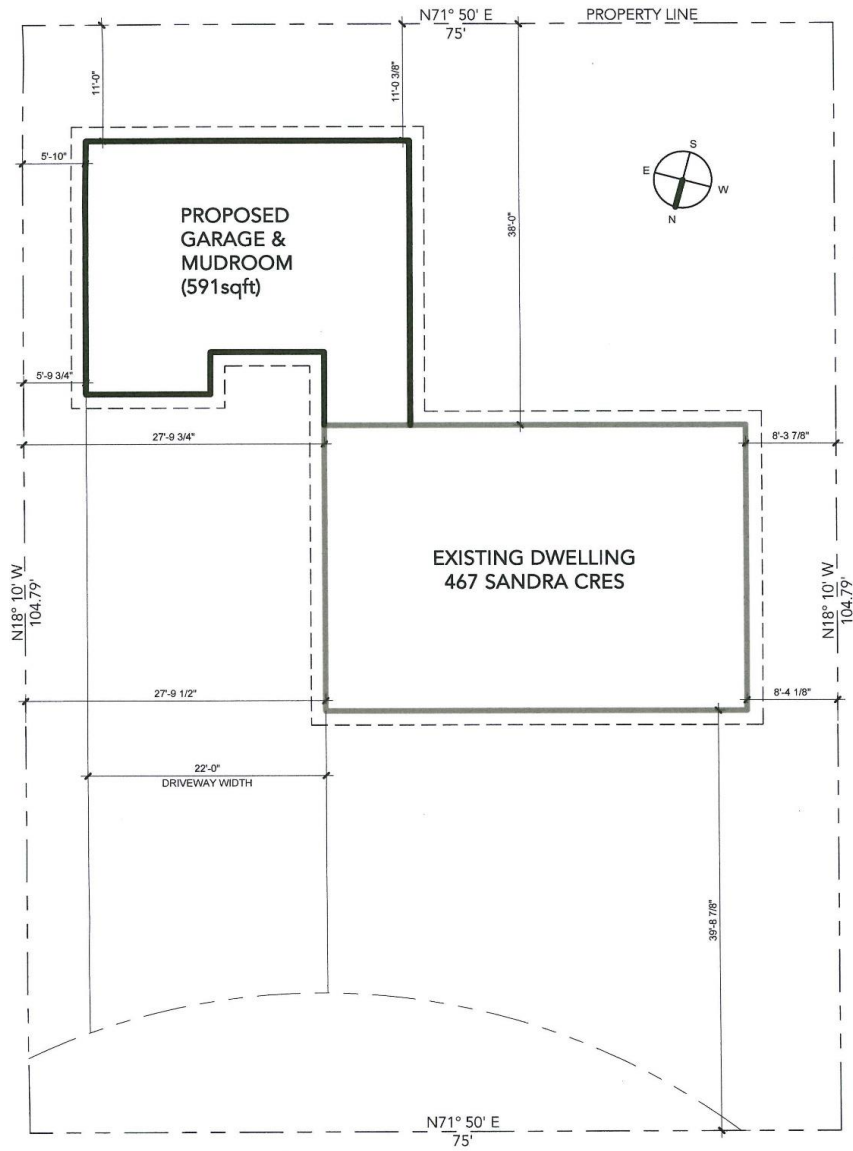 N71° 50' E
75'
PROPERTY LINE
11'-0"
11'-0 3/8"
38'-0"
S
E
W
N
5'-10"
PROPOSED
GARAGE &
MUDROOM
(591sqft)
5'-9 3/4"
27'-9 3/4"
8'-3 7/8"
EXISTING DWELLING
467 SANDRA CRES
N18° 10' W
104.79'
N18° 10' W
104.79'
27'-9 1/2"
8'-4 1/8"
22'-0"
DRIVEWAY WIDTH
39'-8 7/8"
N71° 50' E
75'